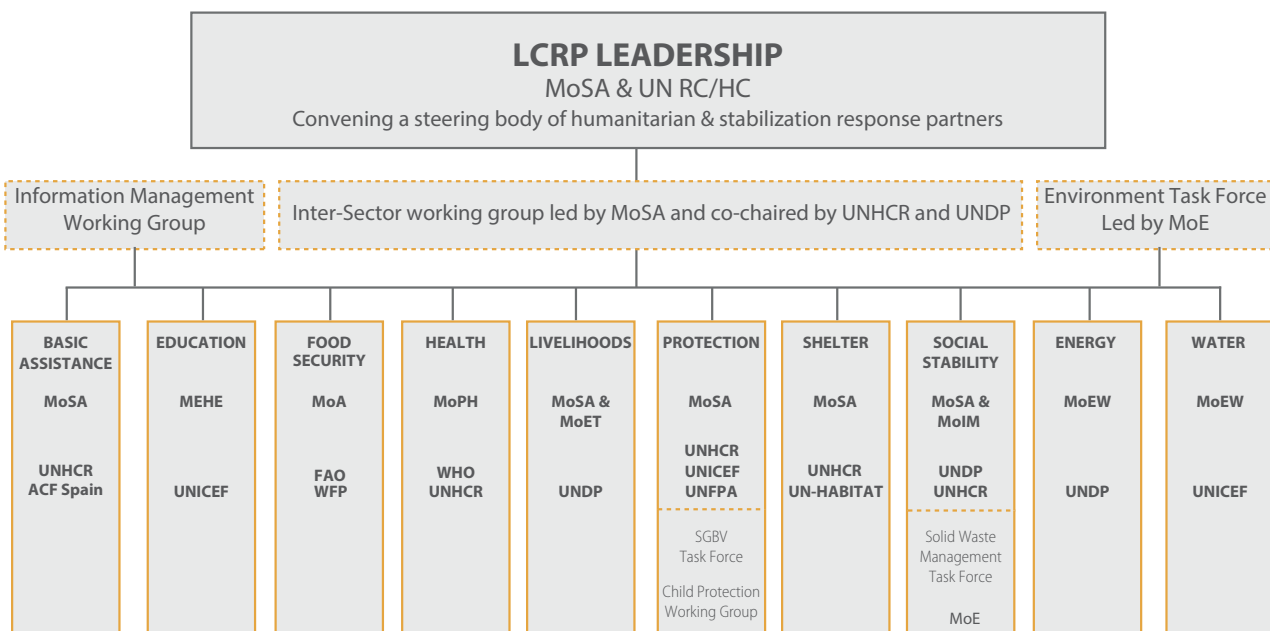 LCRP LEADERSHIP
MoSA & UN RC/HC
Convening a steering body of humanitarian & stabilization response partners
Information Management
Working Group
Inter-Sector working group led by MoSA and co-chaired by UNHCR and UNDP
Environment Task Force
Led by MoE
BASIC
ASSISTANCE
MoSA
UNHCR
ACF Spain
EDUCATION
MEHE
UNICEF
FOOD
SECURITY
MoA
FAO
WFP
HEALTH
MoPH
WHO
UNHCR
LIVELIHOODS
MoSA &
MoET
UNDP
PROTECTION
MoSA
UNHCR
UNICEF
UNFPA
SGBV
Task Force
Child Protection
Working Group
SHELTER
MoSA
UNHCR
UN-HABITAT
SOCIAL
STABILITY
MoSA &
MoIM
UNDP
UNHCR
Solid Waste
Management
Task Force
MoE
ENERGY
MoEW
UNDP
WATER
MoEW
UNICEF